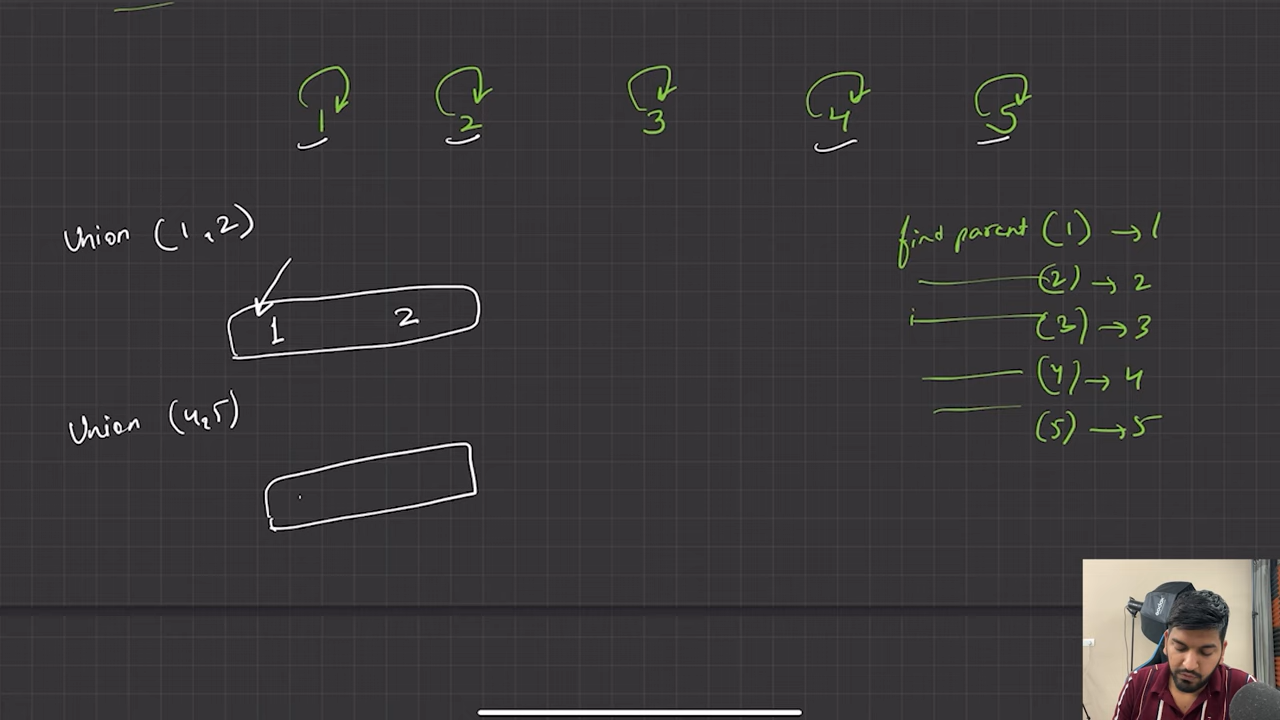 1 2 3 4 5
Union (1,2)
1 2
Union (4,5)
find parent (1) → 1
(2) → 2
(3) → 3
(4) → 4
(5) → 5